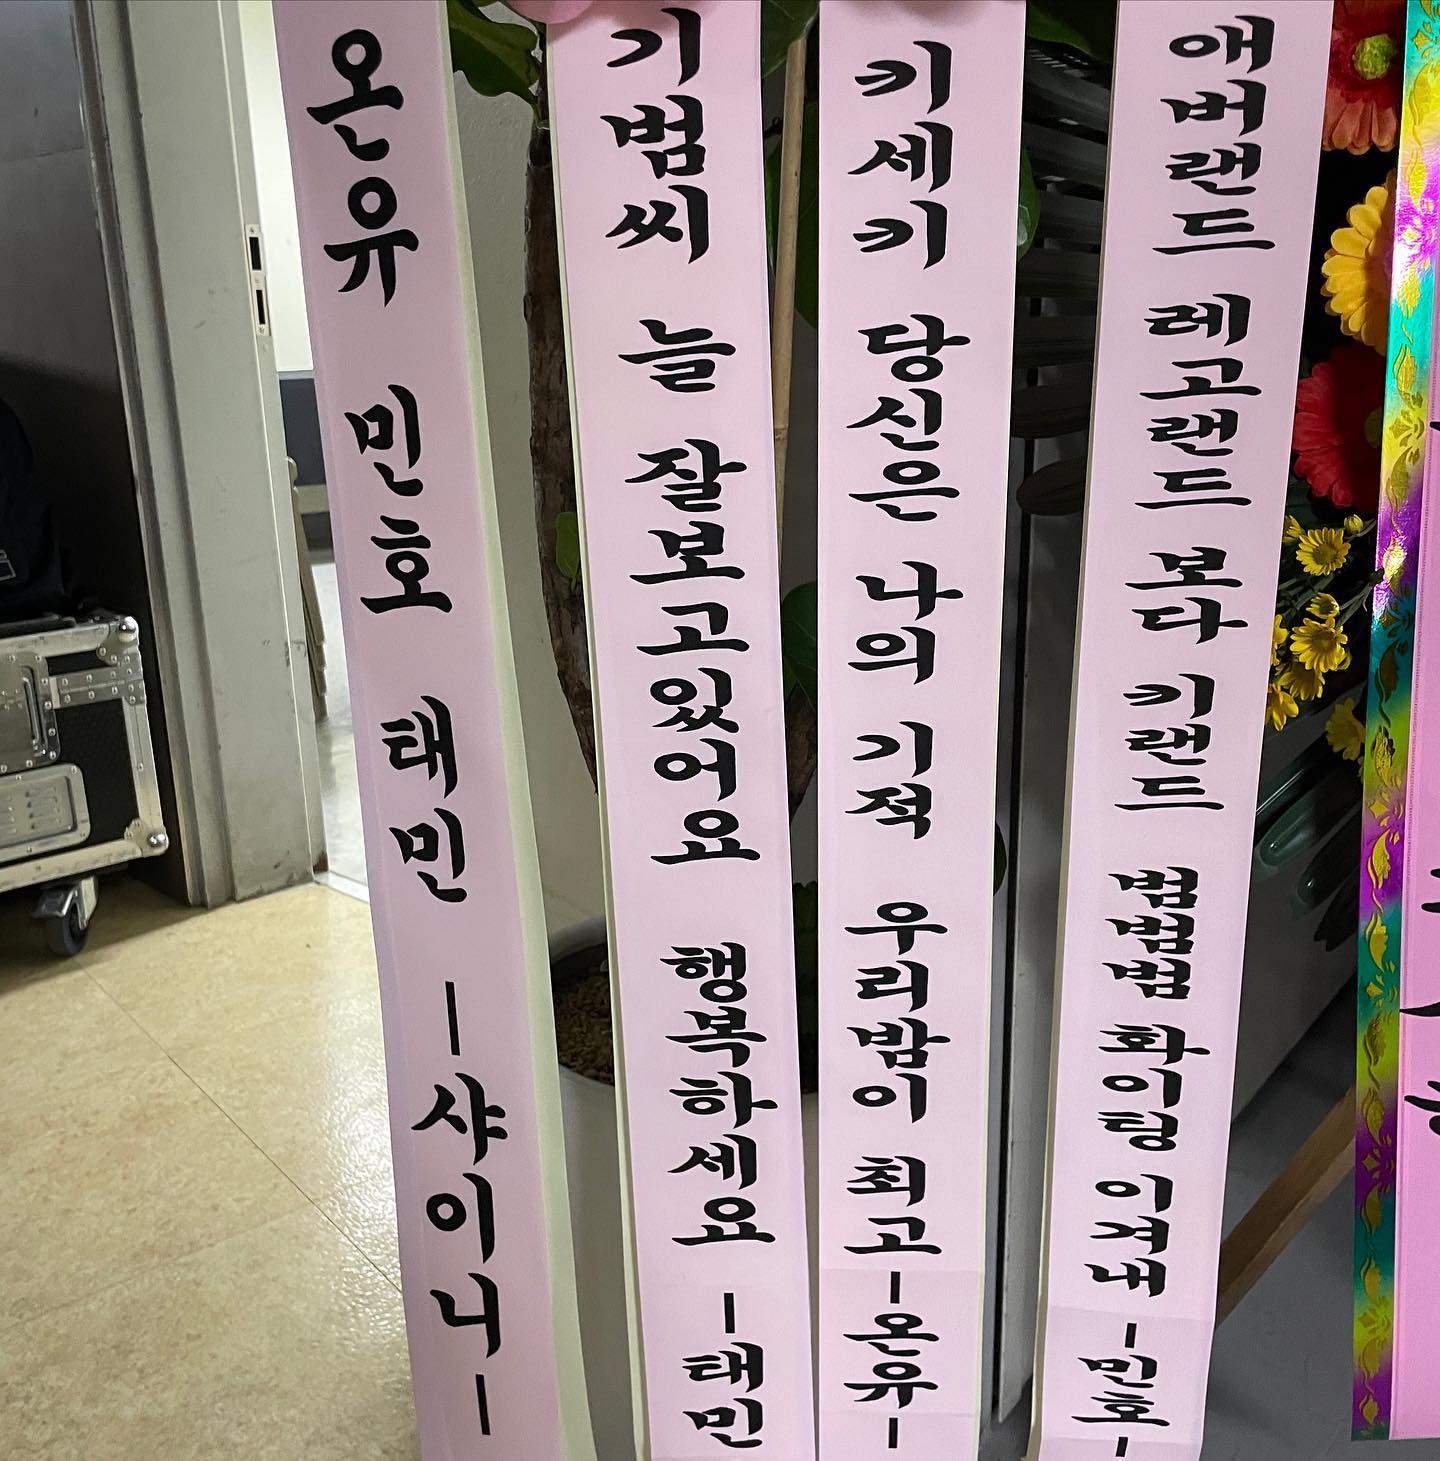 온유 민호 태민 -샤이니-
기범씨 늘 잘보고있어요 행복하세요 -태민
키세키 당신은 나의 기적 우리밤이 최고 -온유-
애버랜드 레고랜드 보다 키랜드 범범범 화이팅 이겨내 -민호-